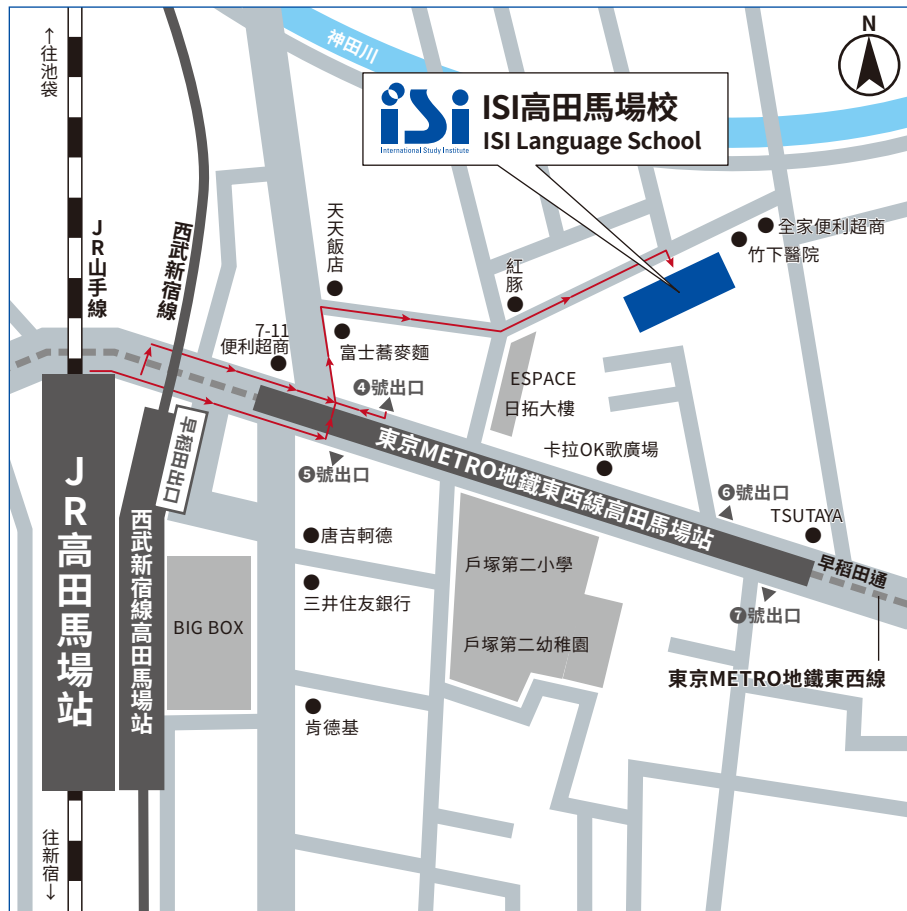 ↑往池袋
神田川
N
iSi
International Study Institute
ISI高田馬場校
ISI Language School
JR山手線
西武新宿線
天天飯店
紅豚
全家便利超商
竹下醫院
7-11
便利超商
富士蕎麥麵
❹號出口
ESPACE
日拓大樓
早稲田出口
東京METRO地鐵東西線高田馬場站
卡拉OK歌廣場
❺號出口
❻號出口
TSUTAYA
JR高田馬場站
西武新宿線高田馬場站
唐吉軻德
戶塚第二小學
早稻田通
三井住友銀行
❼號出口
BIG BOX
戶塚第二幼稚園
東京METRO地鐵東西線
肯德基
往新宿↓